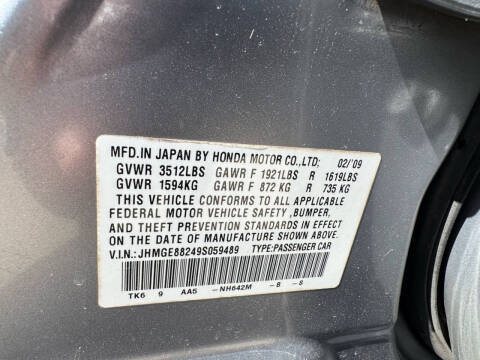 MFD.IN JAPAN BY HONDA MOTOR CO.,LTD; 02/'09
GVWR 3512LBS GAWR F 1921LBS R 1619LBS
GVWR 1594KG GAWR F 872 KG R 735 KG
THIS VEHICLE CONFORMS TO ALL APPLICABLE
FEDERAL MOTOR VEHICLE SAFETY ,BUMPER,
AND THEFT PREVENTION STANDARDS IN EFFECT
ON THE DATE OF MANUFACTURE SHOWN ABOVE.
V.I.N.:JHMGE88249S059489 TYPE:PASSENGER CAR
TK6 9 AA5 -NH642M -B -B